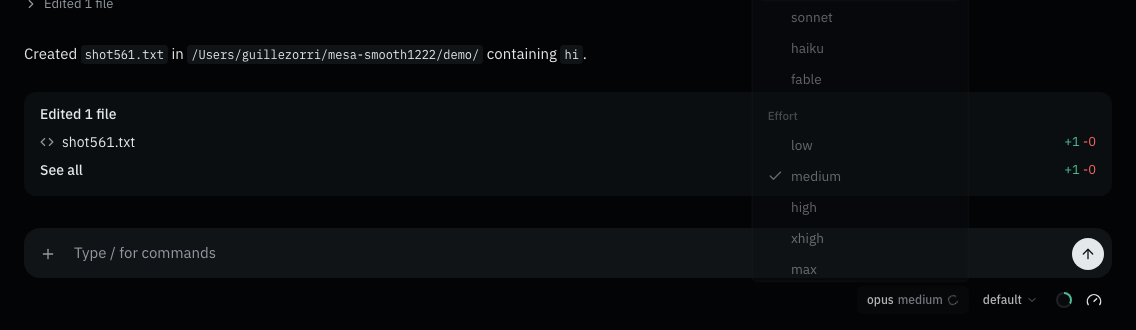 Edited 1 file
Created shot561.txt in /Users/guillezorri/mesa-smooth1222/demo/ containing hi.
Edited 1 file
shot561.txt +1 -0
See all +1 -0
Type / for commands
sonnet
haiku
fable
Effort
low
medium
high
xhigh
max
opus medium default